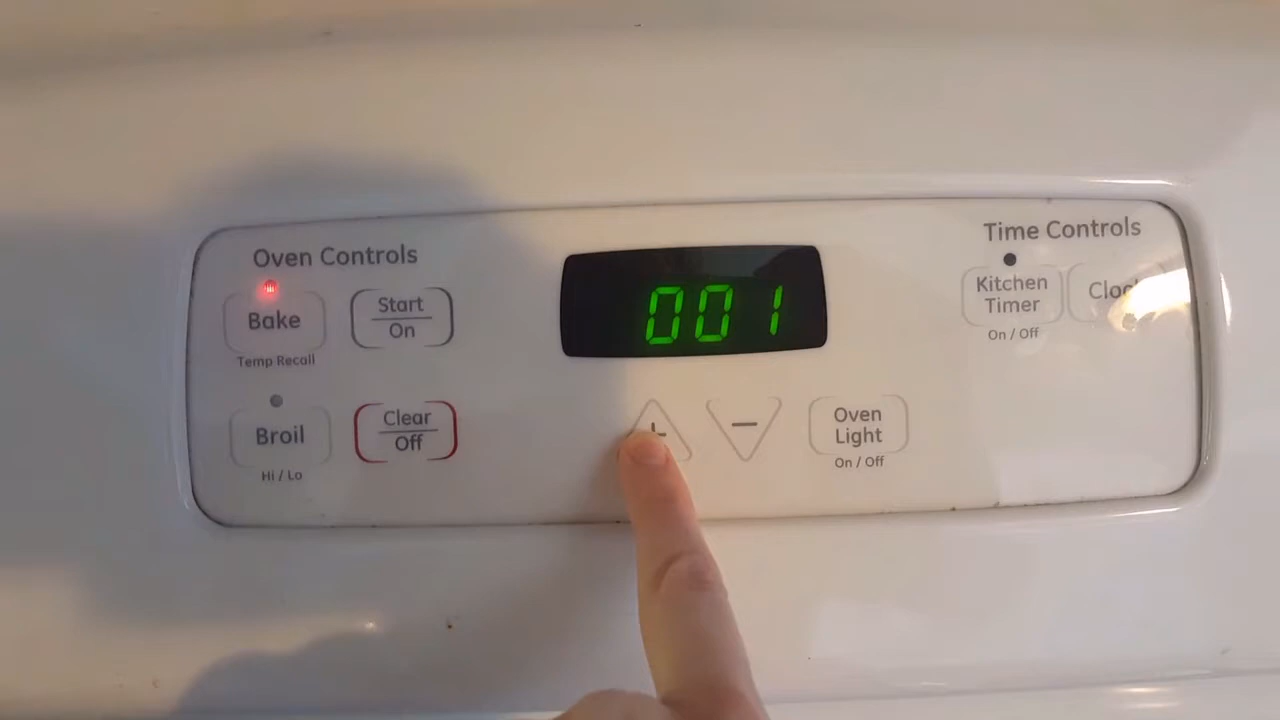 Oven Controls
Bake
Temp Recall
Start
On
Broil
Hi / Lo
Clear
Off
001
+
−
Oven
Light
On / Off
Time Controls
Kitchen
Timer
On / Off